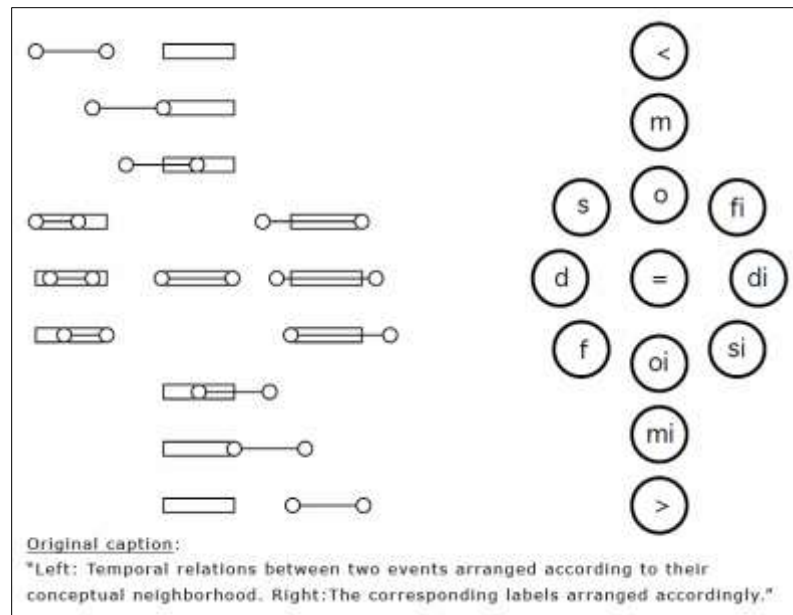 <
m
s o fi
d = di
f oi si
mi
>
Original caption:
"Left: Temporal relations between two events arranged according to their
conceptual neighborhood. Right:The corresponding labels arranged accordingly."